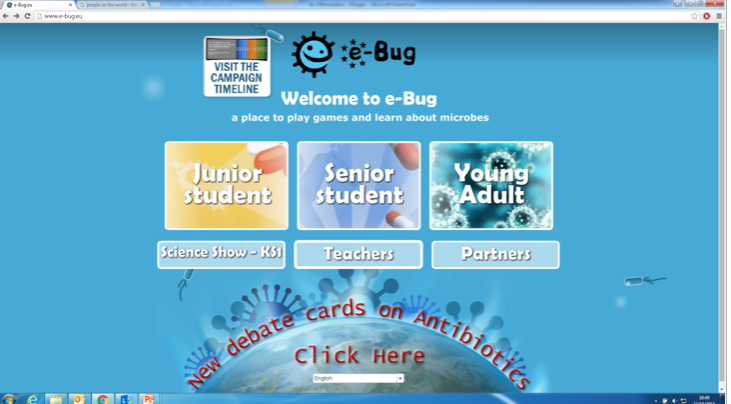 e-Bug.eu
people on the world - Go
www.e-bug.eu
VISIT THE
CAMPAIGN
TIMELINE
e-Bug
Welcome to e-Bug
a place to play games and learn about microbes
Junior
student
Senior
student
Young
Adult
Science Show - KS1
Teachers
Partners
New debate cards on Antibiotics
Click Here
English